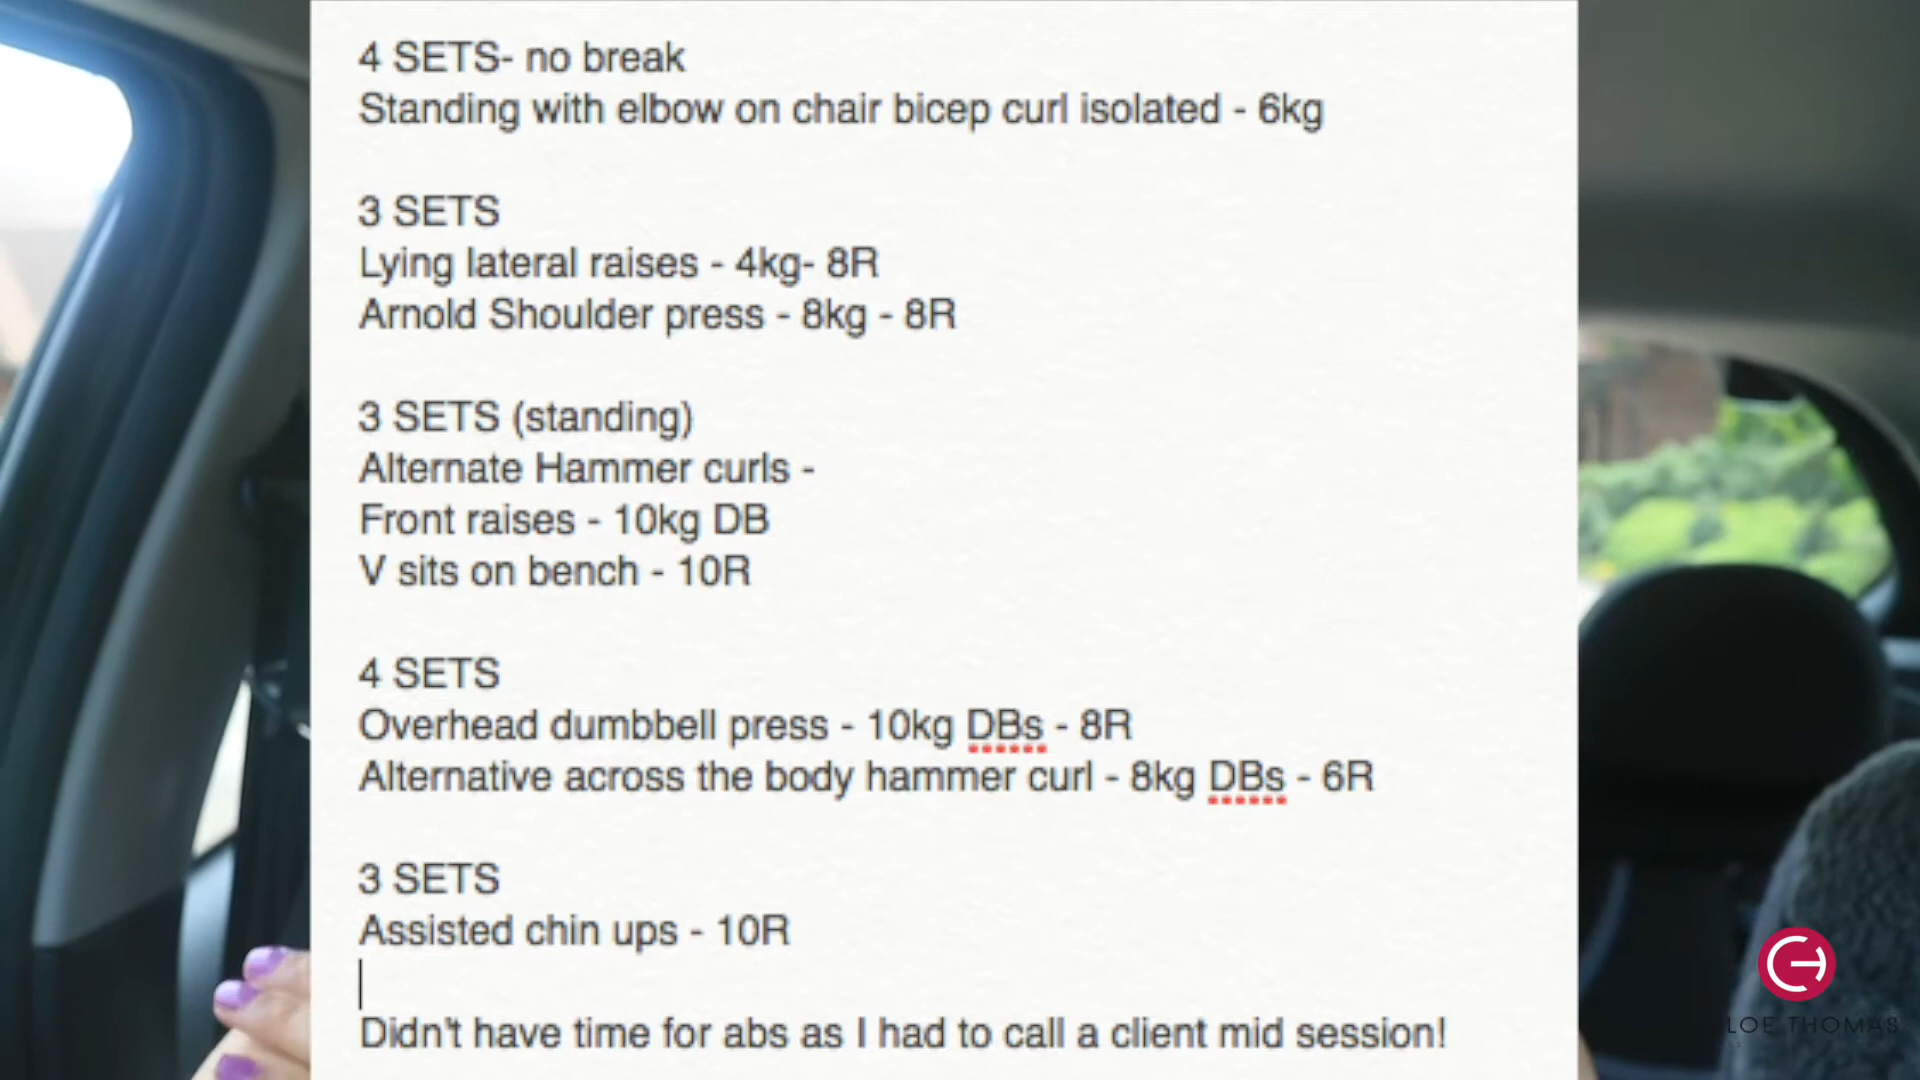 4 SETS- no break
Standing with elbow on chair bicep curl isolated - 6kg
3 SETS
Lying lateral raises - 4kg- 8R
Arnold Shoulder press - 8kg - 8R
3 SETS (standing)
Alternate Hammer curls -
Front raises - 10kg DB
V sits on bench - 10R
4 SETS
Overhead dumbbell press - 10kg DBs - 8R
Alternative across the body hammer curl - 8kg DBs - 6R
3 SETS
Assisted chin ups - 10R
Didn't have time for abs as I had to call a client mid session!
LOE THOMAS